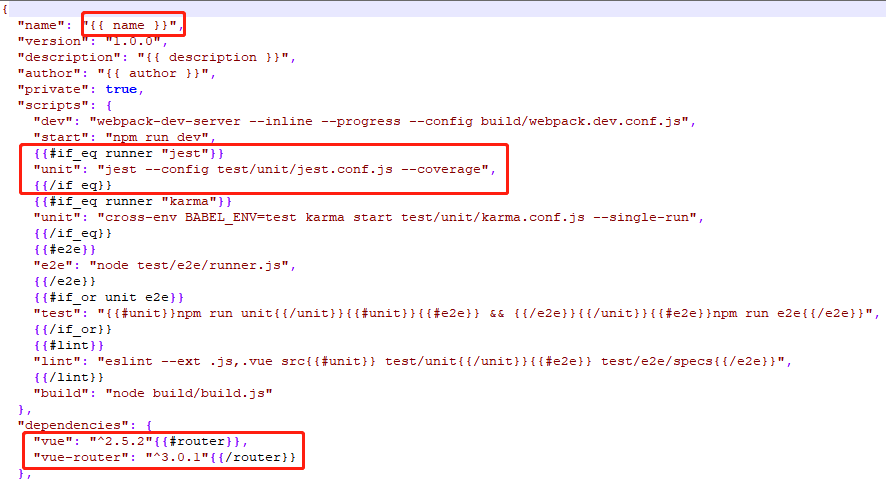 {
"name": "{{ name }}",
"version": "1.0.0",
"description": "{{ description }}",
"author": "{{ author }}",
"private": true,
"scripts": {
"dev": "webpack-dev-server --inline --progress --config build/webpack.dev.conf.js",
"start": "npm run dev",
{{#if_eq runner "jest"}}
"unit": "jest --config test/unit/jest.conf.js --coverage",
{{/if_eq}}
{{#if_eq runner "karma"}}
"unit": "cross-env BABEL_ENV=test karma start test/unit/karma.conf.js --single-run",
{{/if_eq}}
{{#e2e}}
"e2e": "node test/e2e/runner.js",
{{/e2e}}
{{#if_or unit e2e}}
"test": "{{#unit}}npm run unit{{/unit}}{{#unit}}{{#e2e}} && {{/e2e}}{{/unit}}{{#e2e}}npm run e2e{{/e2e}}",
{{/if_or}}
{{#lint}}
"lint": "eslint --ext .js,.vue src{{#unit}} test/unit{{/unit}}{{#e2e}} test/e2e/specs{{/e2e}}",
{{/lint}}
"build": "node build/build.js"
},
"dependencies": {
"vue": "^2.5.2"{{#router}},
"vue-router": "^3.0.1"{{/router}}
},